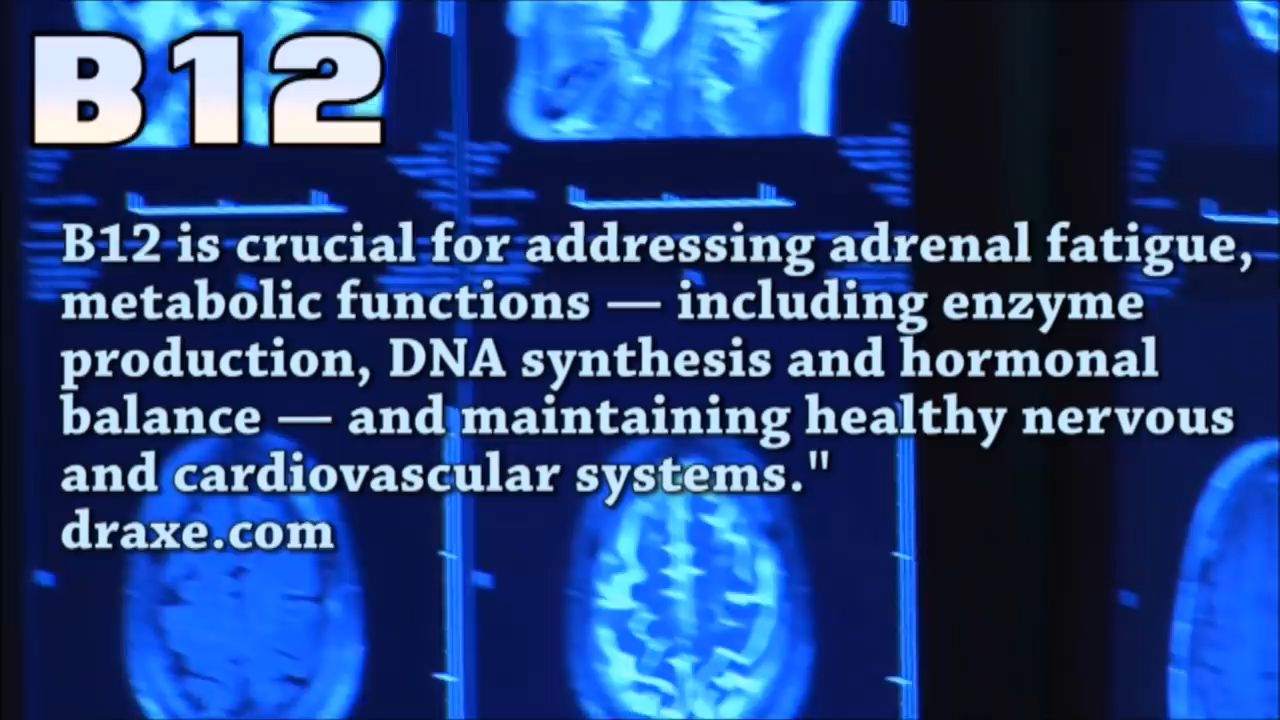 B12
B12 is crucial for addressing adrenal fatigue,
metabolic functions — including enzyme
production, DNA synthesis and hormonal
balance — and maintaining healthy nervous
and cardiovascular systems."
draxe.com